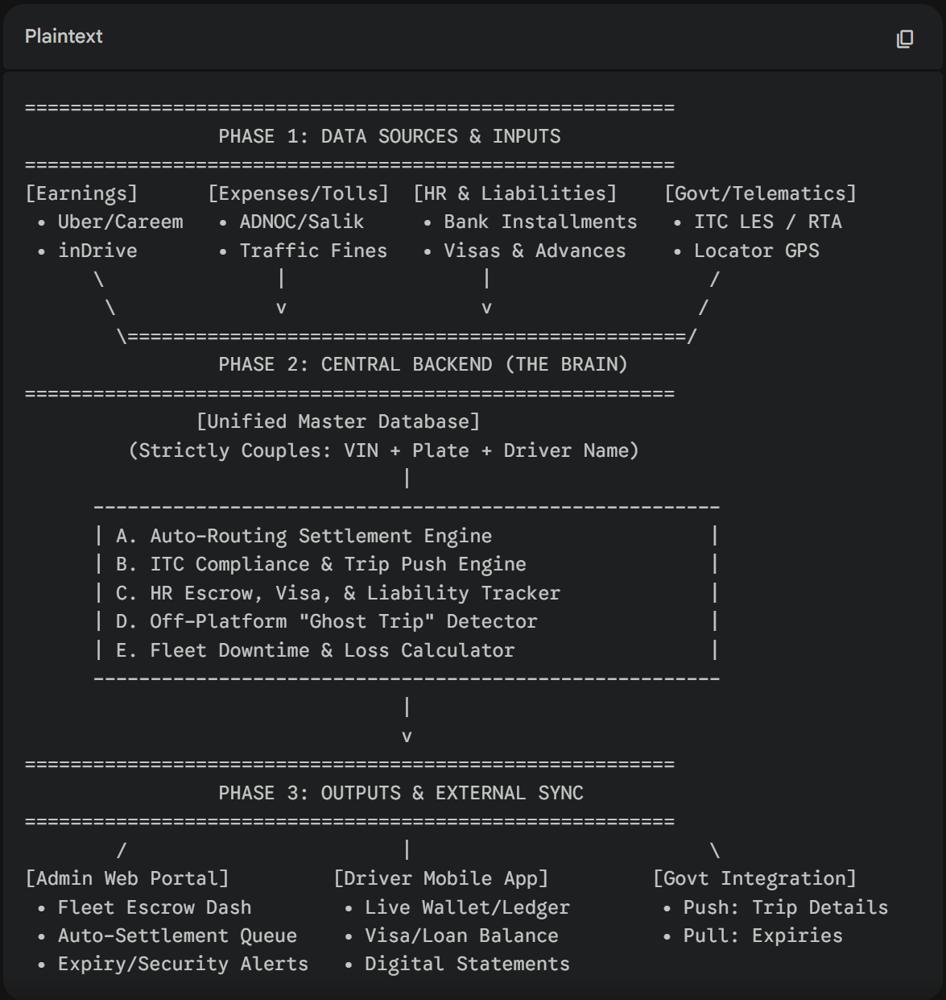 Plaintext
=========================================================
                 PHASE 1: DATA SOURCES & INPUTS
=========================================================
[Earnings]      [Expenses/Tolls]  [HR & Liabilities]    [Govt/Telematics]
 • Uber/Careem   • ADNOC/Salik     • Bank Installments   • ITC LES / RTA
 • inDrive       • Traffic Fines   • Visas & Advances    • Locator GPS
      \               |                 |                   /
       \              v                 v                  /
        \=================================================/
                 PHASE 2: CENTRAL BACKEND (THE BRAIN)
=========================================================
               [Unified Master Database]
         (Strictly Couples: VIN + Plate + Driver Name)
                                 |
      -------------------------------------------------------
      | A. Auto-Routing Settlement Engine                   |
      | B. ITC Compliance & Trip Push Engine                |
      | C. HR Escrow, Visa, & Liability Tracker             |
      | D. Off-Platform "Ghost Trip" Detector               |
      | E. Fleet Downtime & Loss Calculator                 |
      -------------------------------------------------------
                                 |
                                 v
=========================================================
                 PHASE 3: OUTPUTS & EXTERNAL SYNC
=========================================================
        /                        |                          \
[Admin Web Portal]         [Driver Mobile App]         [Govt Integration]
 • Fleet Escrow Dash        • Live Wallet/Ledger        • Push: Trip Details
 • Auto-Settlement Queue    • Visa/Loan Balance         • Pull: Expiries
 • Expiry/Security Alerts   • Digital Statements